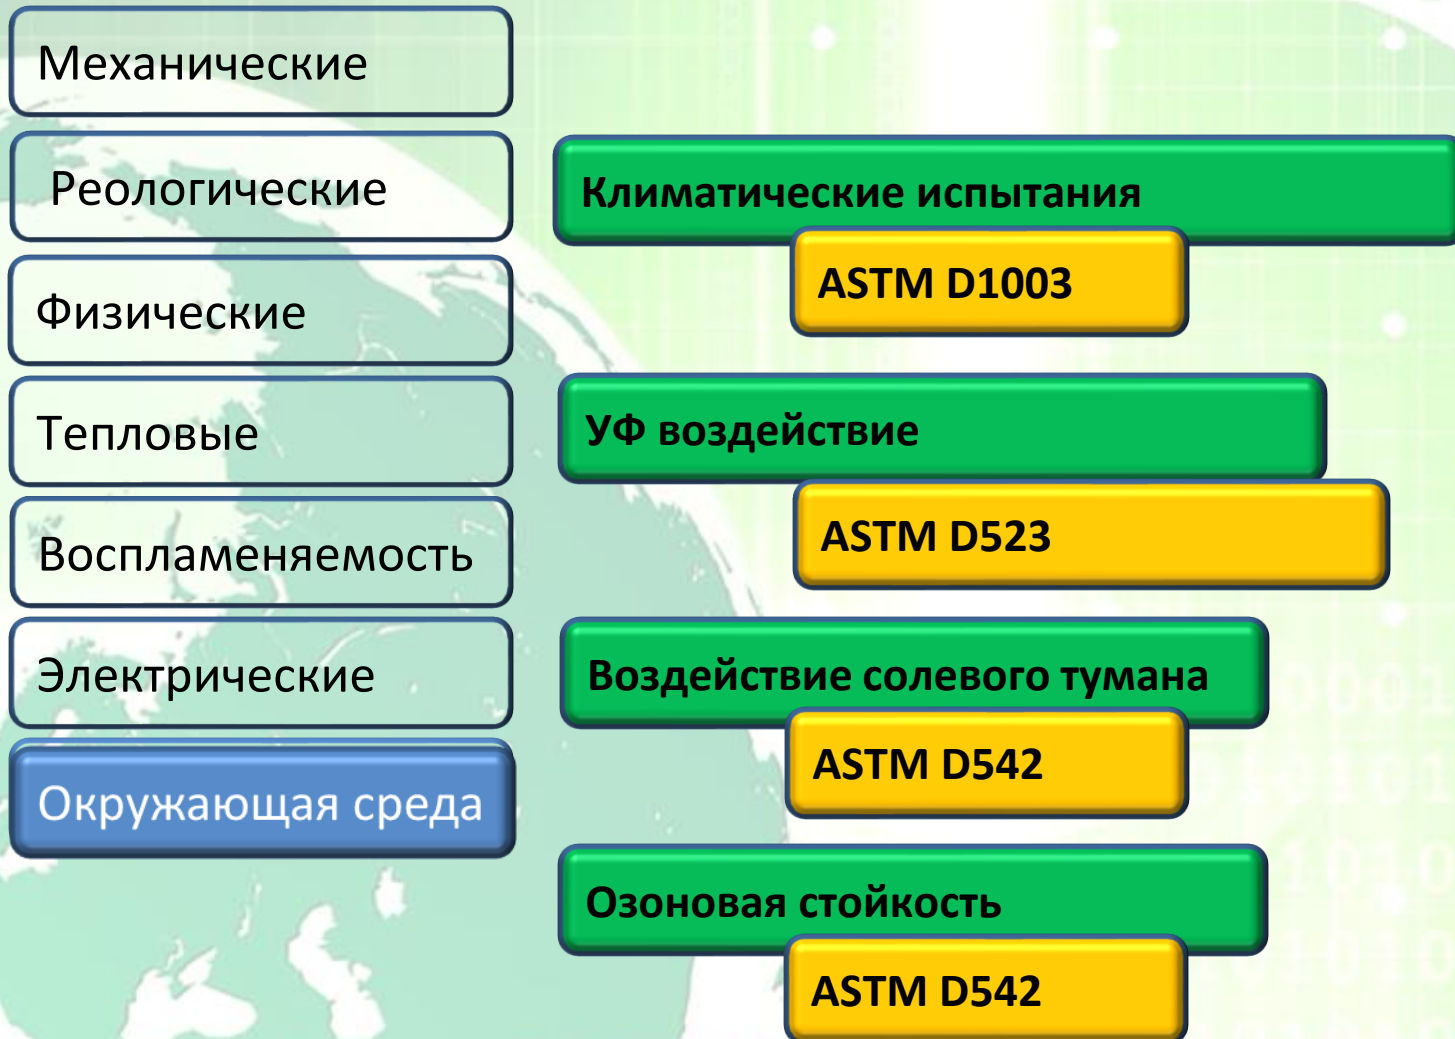 Механические
Реологические
Физические
Тепловые
Воспламеняемость
Электрические
Окружающая среда
Климатические испытания
ASTM D1003
УФ воздействие
ASTM D523
Воздействие солевого тумана
ASTM D542
Озоновая стойкость
ASTM D542